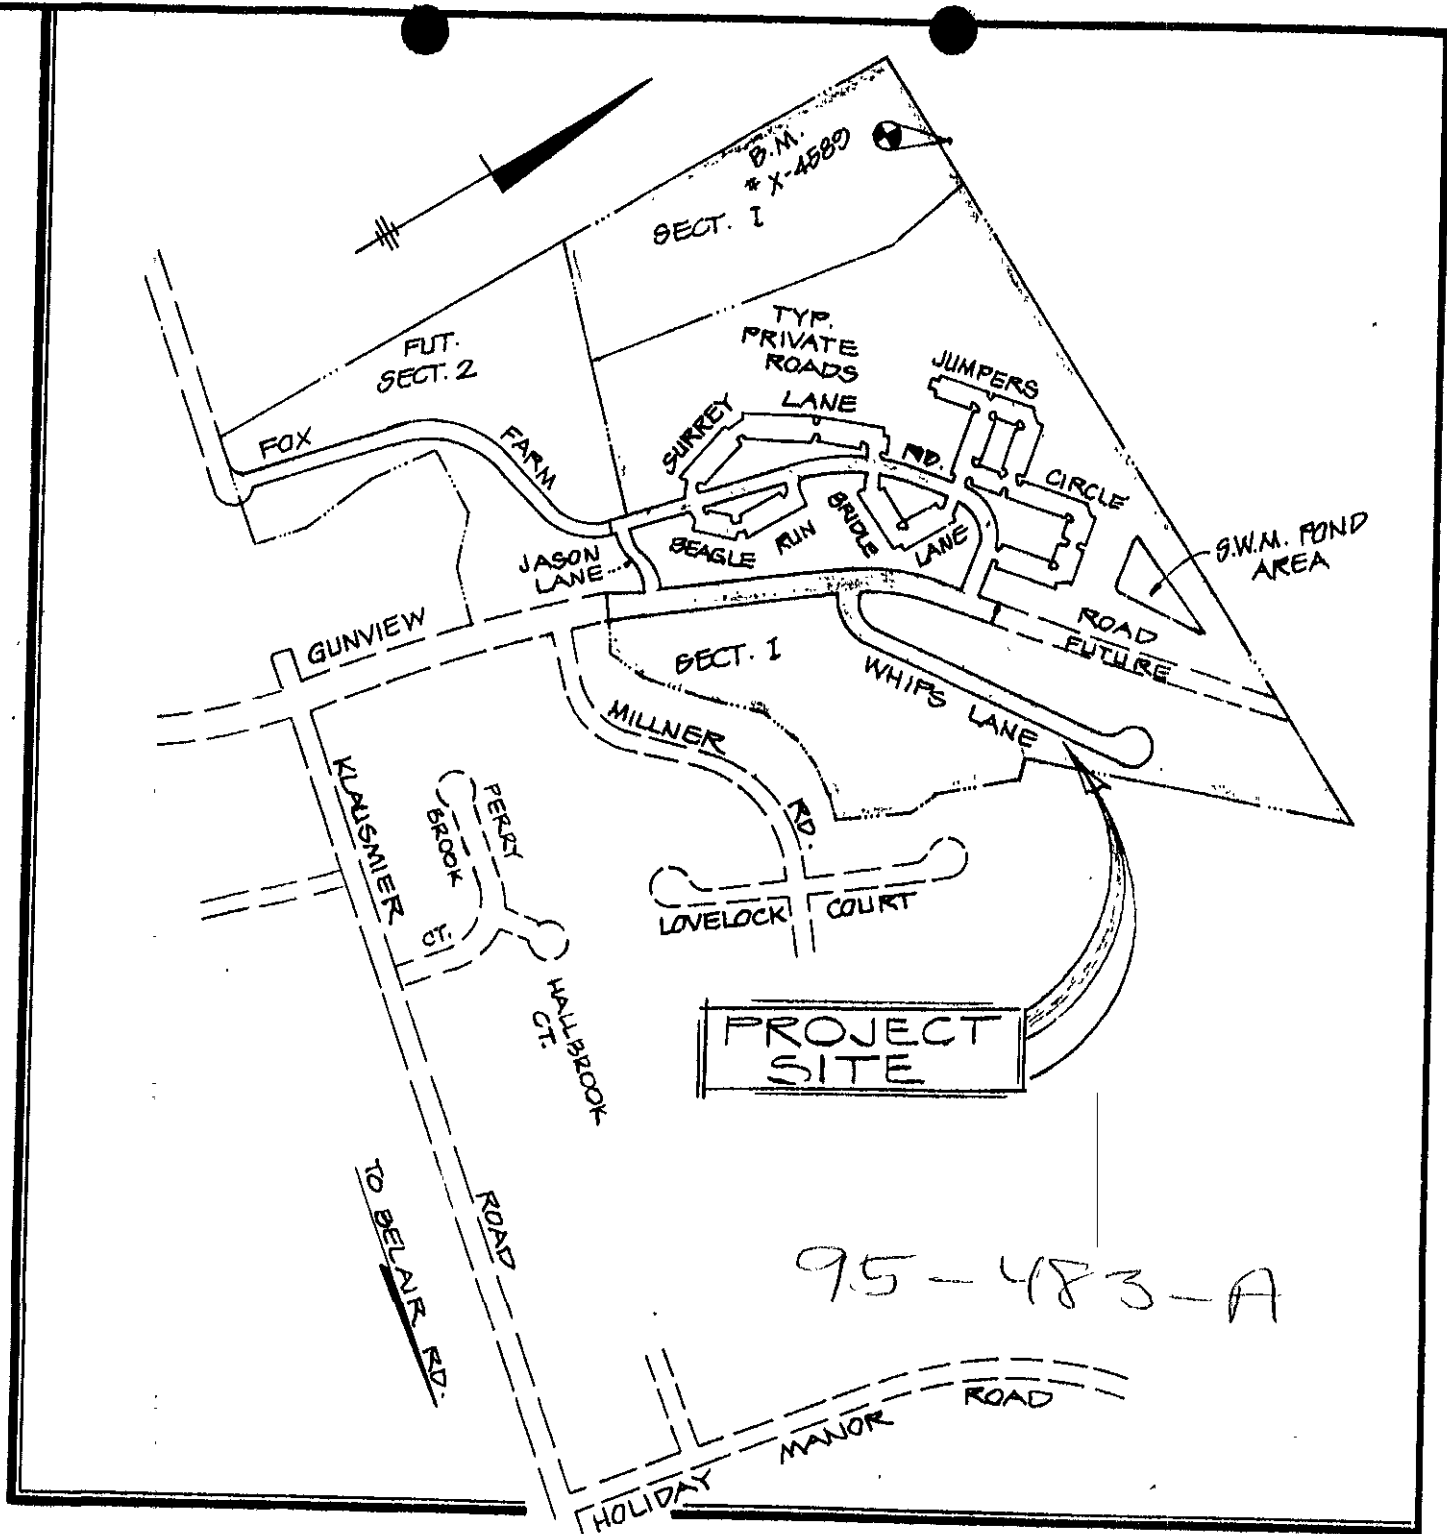 B.M.
# X-4589
SECT. I
FUT.
SECT. 2
TYP.
PRIVATE
ROADS
JUMPERS
CIRCLE
SURREY
LANE
FOX
FARM
RD.
BEAGLE
RUN
BRIDLE
LANE
JASON
LANE
S.W.M. POND
AREA
GUNVIEW
ROAD
FUTURE
SECT. I
WHIPS
LANE
MILLNER
RD.
KLAUSMIER
ROAD
PERRY
BROOK
CT.
HALLBROOK
CT.
LOVELOCK
COURT
PROJECT
SITE
TO BELAIR RD.
95-483-A
HOLIDAY
MANOR
ROAD